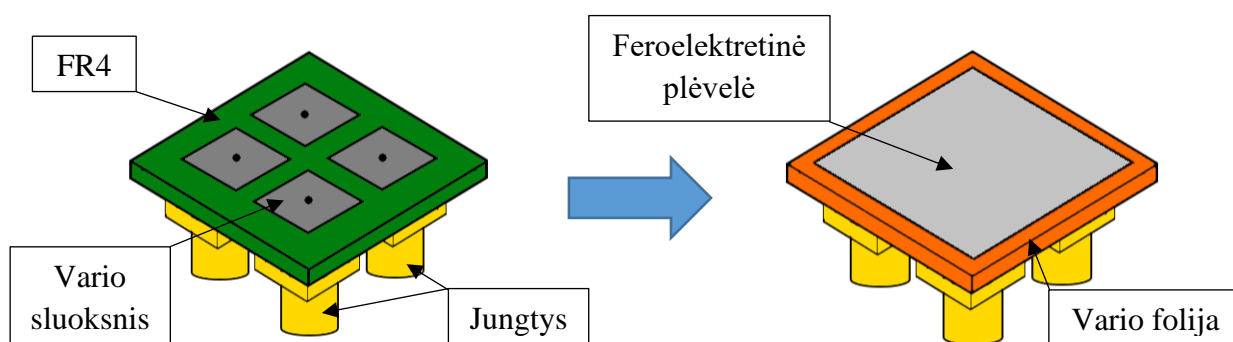 FR4
Vario
sluoksnis
Jungtys
Feroelektretinė
plėvelė
Vario folija